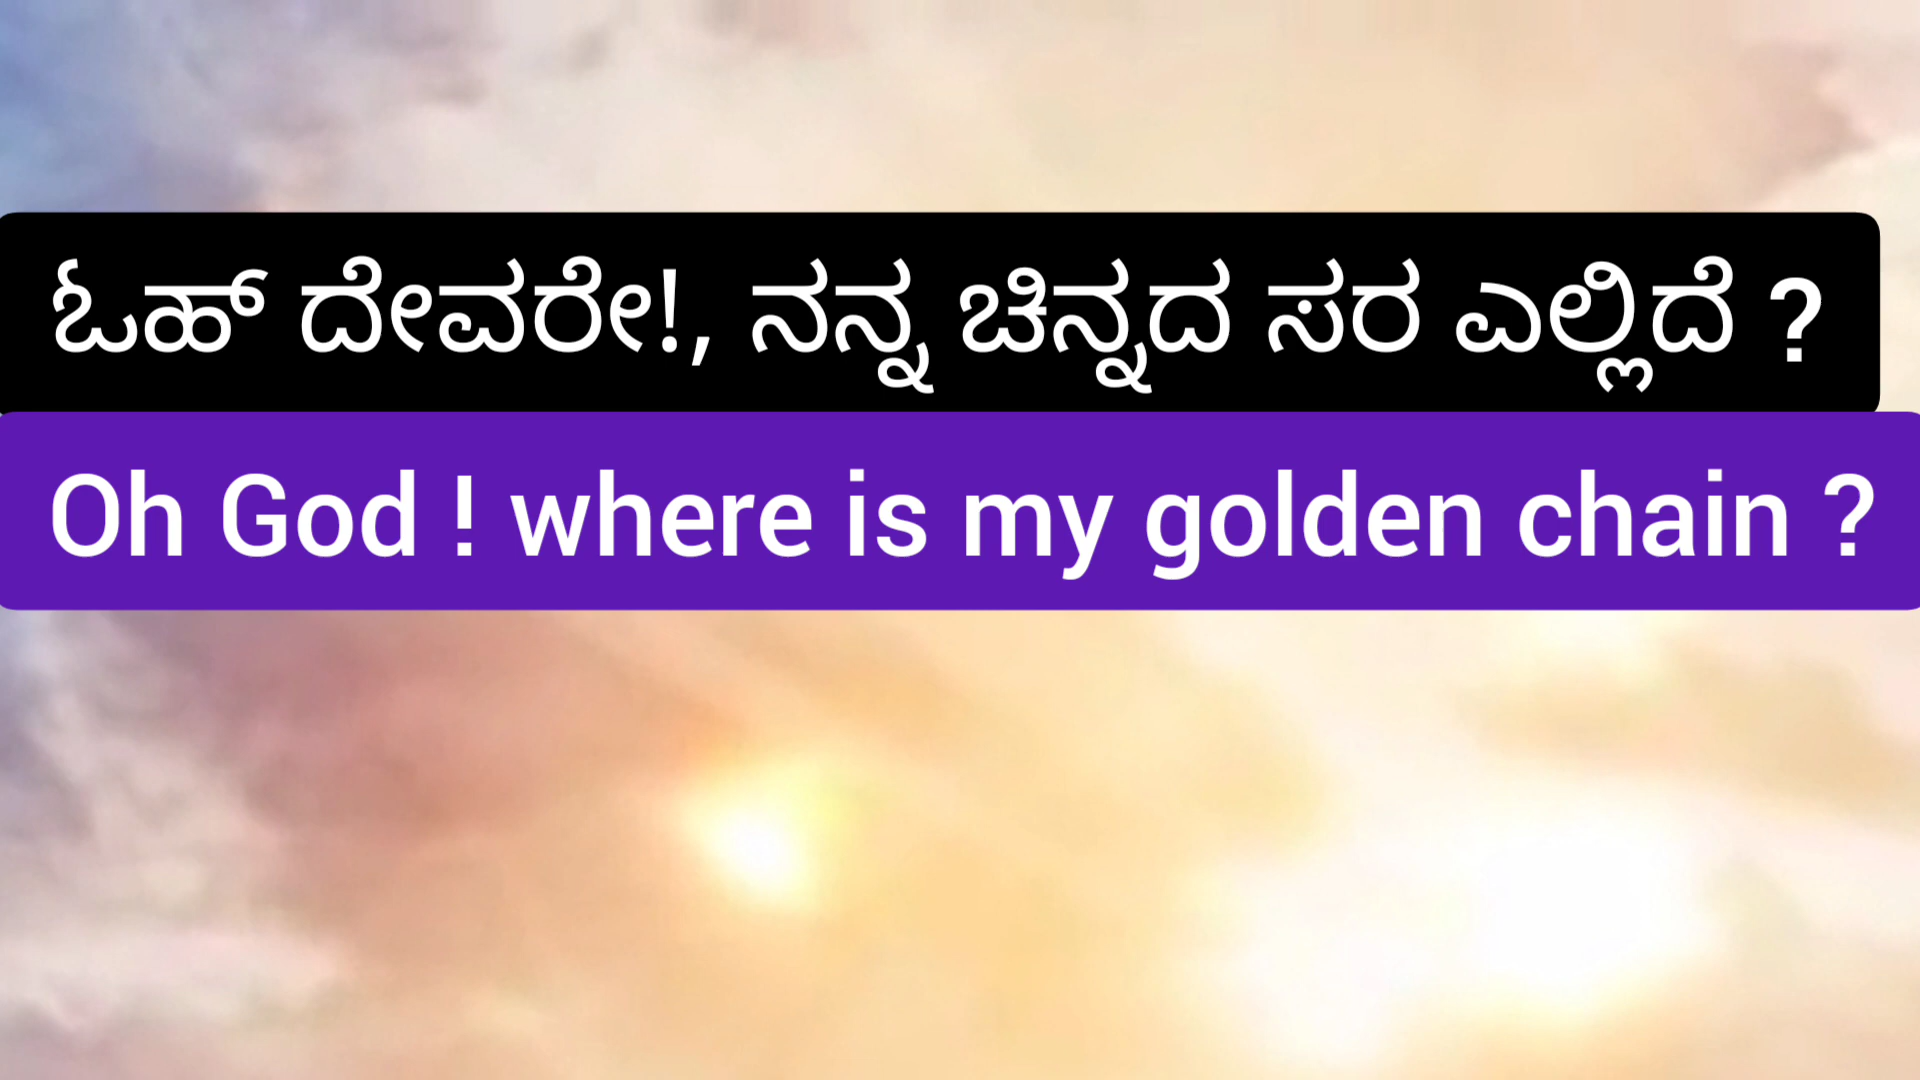 ಓಹ್ ದೇವರೇ!, ನನ್ನ ಚಿನ್ನದ ಸರ ಎಲ್ಲಿದೆ ?
Oh God ! where is my golden chain ?